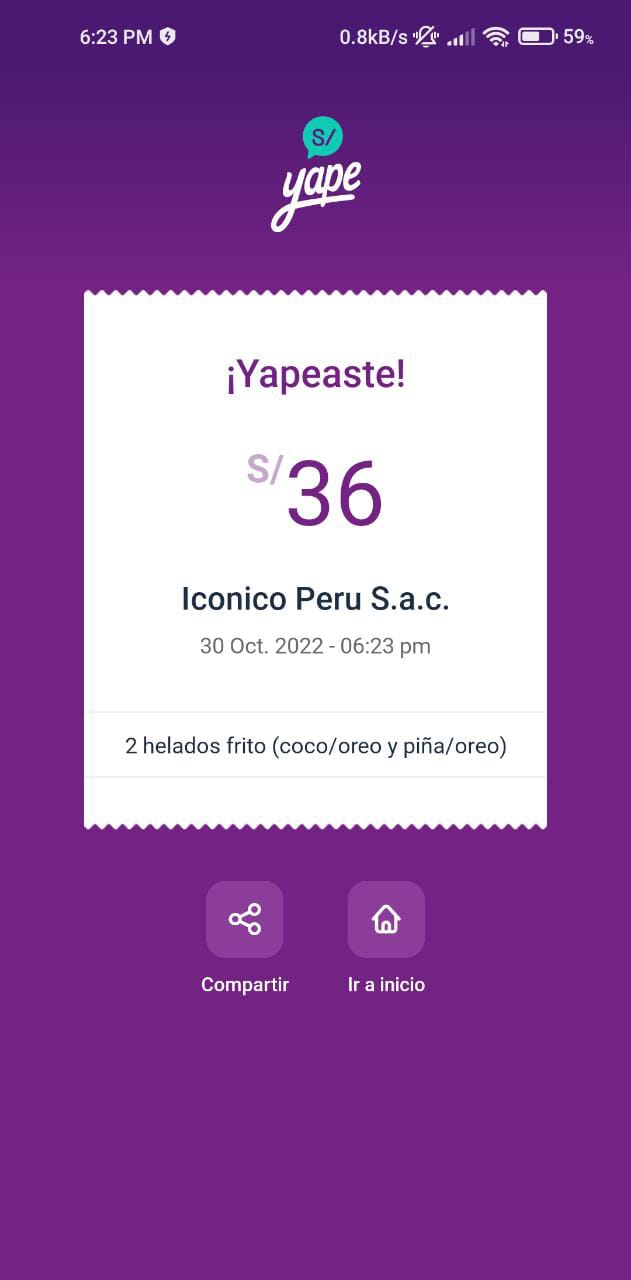 6:23 PM 0.8kB/s 59%
S/
yape
¡Yapeaste!
S/36
Iconico Peru S.a.c.
30 Oct. 2022 - 06:23 pm
2 helados frito (coco/oreo y piña/oreo)
Compartir Ir a inicio